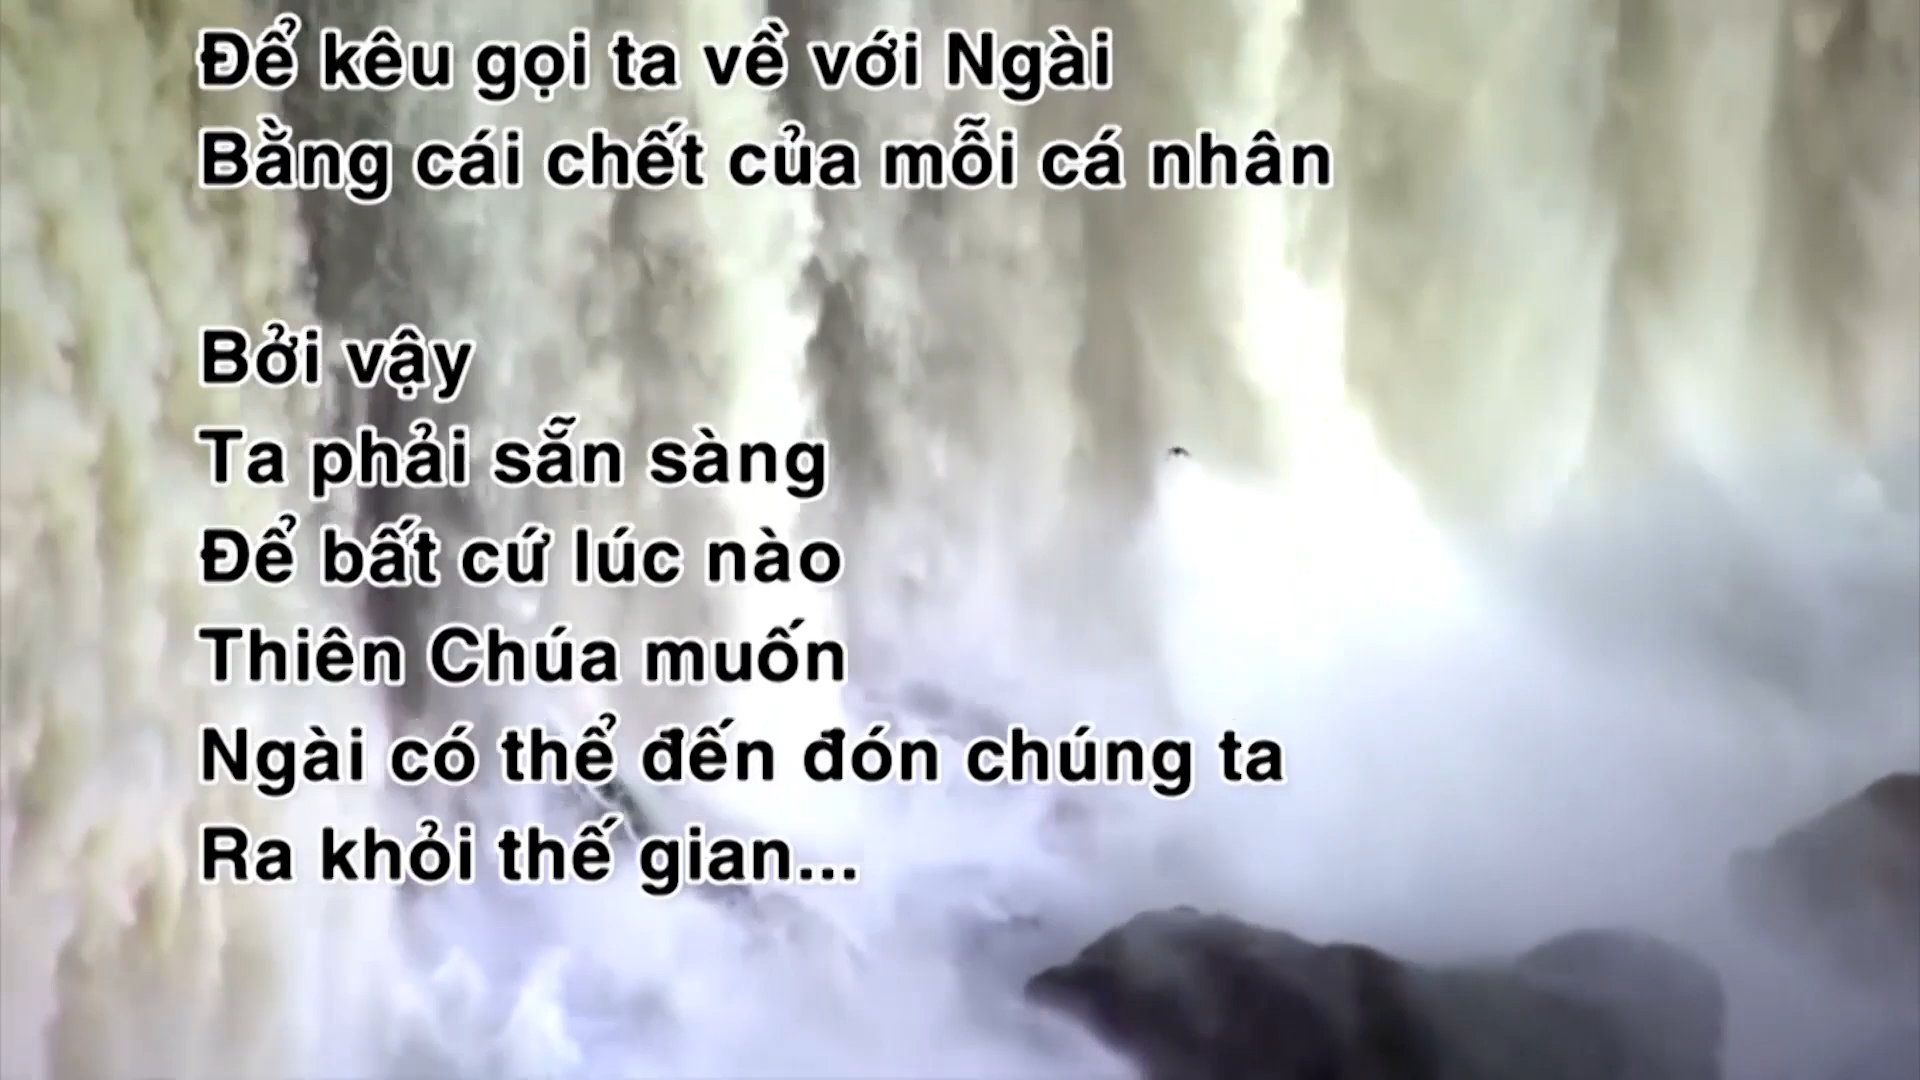 Để kêu gọi ta về với Ngài
Bằng cái chết của mỗi cá nhân
Bởi vậy
Ta phải sẵn sàng
Để bất cứ lúc nào
Thiên Chúa muốn
Ngài có thể đến đón chúng ta
Ra khỏi thế gian...